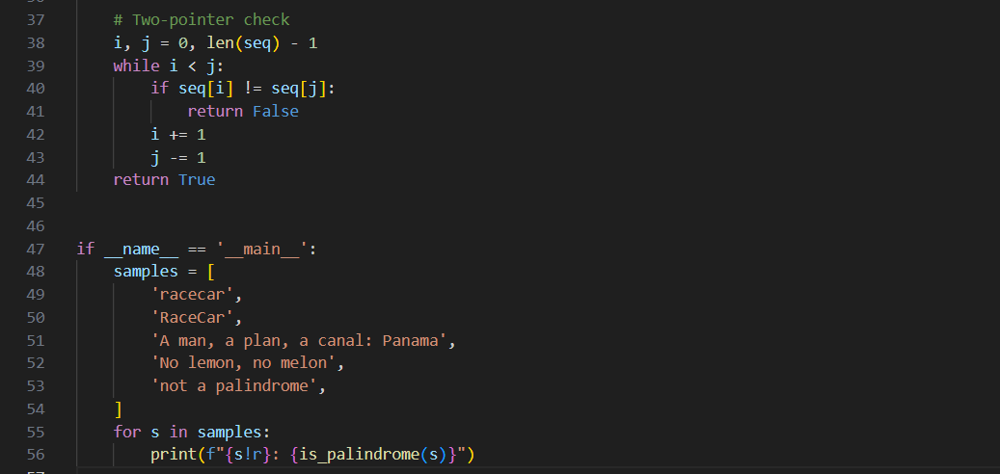 37 # Two-pointer check
38 i, j = 0, len(seq) - 1
39 while i < j:
40 if seq[i] != seq[j]:
41 return False
42 i += 1
43 j -= 1
44 return True
45
46
47 if __name__ == '__main__':
48 samples = [
49 'racecar',
50 'RaceCar',
51 'A man, a plan, a canal: Panama',
52 'No lemon, no melon',
53 'not a palindrome',
54 ]
55 for s in samples:
56 print(f"{s!r}: {is_palindrome(s)}")